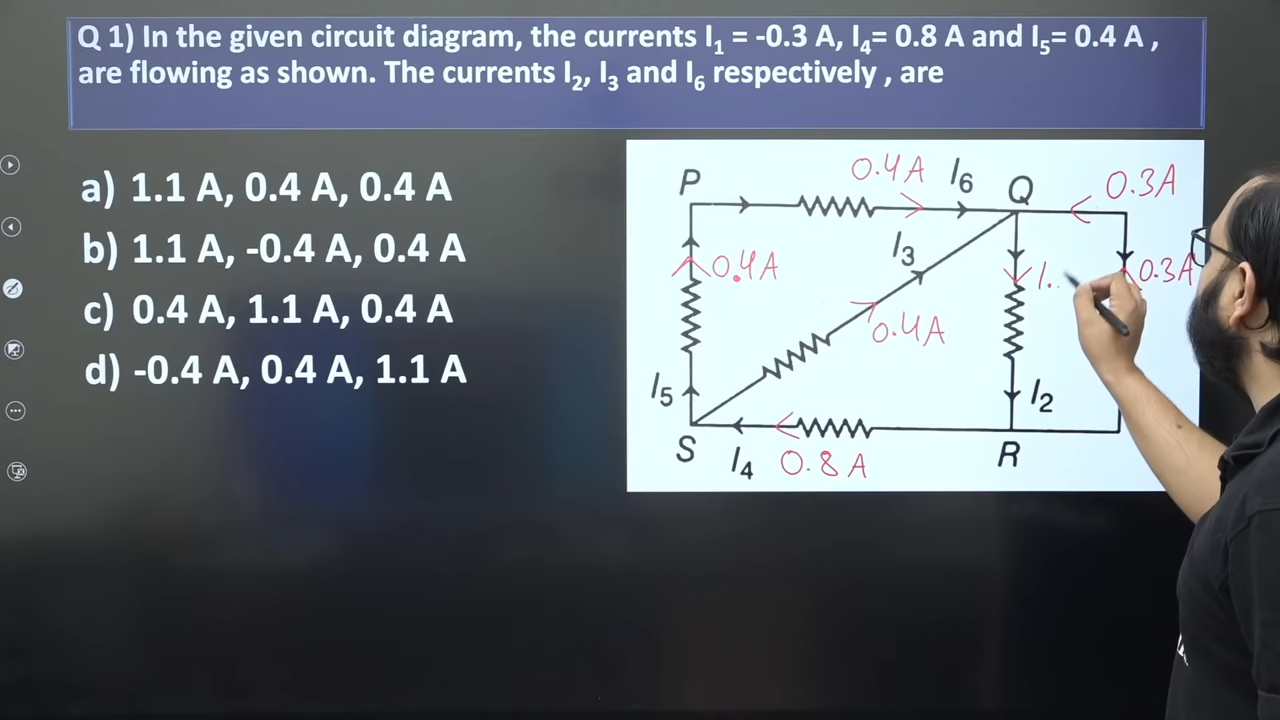 Q 1) In the given circuit diagram, the currents I₁ = -0.3 A, I₄= 0.8 A and I₅= 0.4 A ,
are flowing as shown. The currents I₂, I₃ and I₆ respectively , are
a) 1.1 A, 0.4 A, 0.4 A
b) 1.1 A, -0.4 A, 0.4 A
c) 0.4 A, 1.1 A, 0.4 A
d) -0.4 A, 0.4 A, 1.1 A
P
0.4A
I₆
Q
0.3A
0.4A
I₃
1.
0.3A
0.4A
I₅
I₂
S
I₄
0.8 A
R